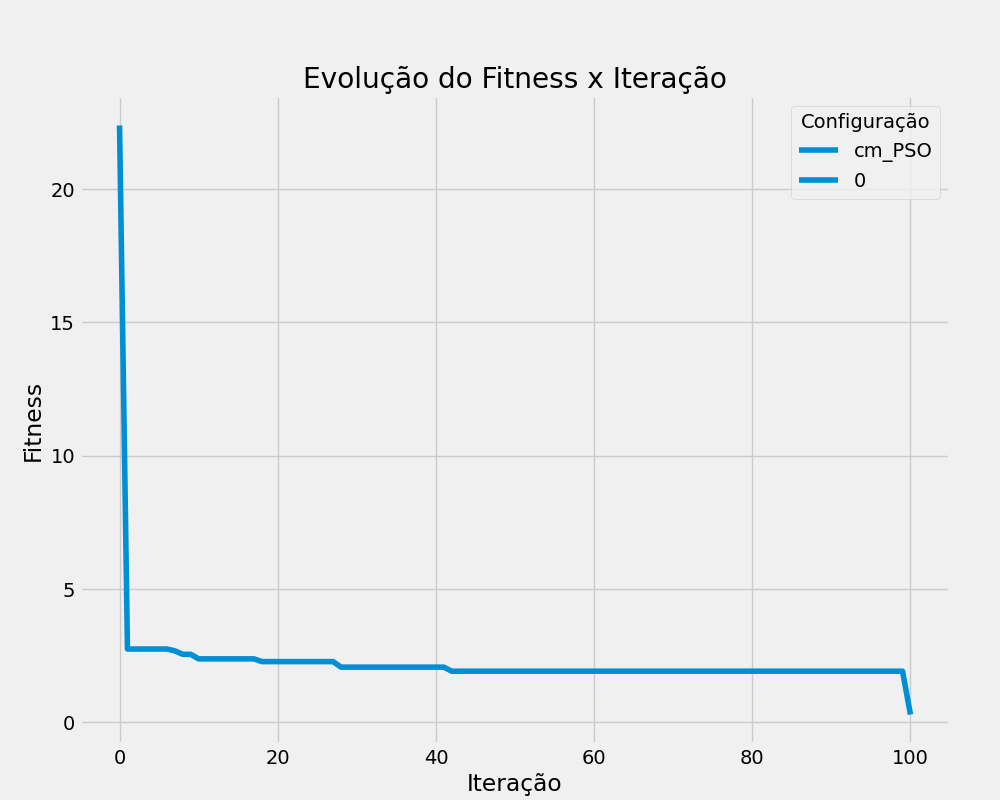 Evolução do Fitness x Iteração
Configuração
cm_PSO
0
Fitness
20
15
10
5
0
0 20 40 60 80 100
Iteração